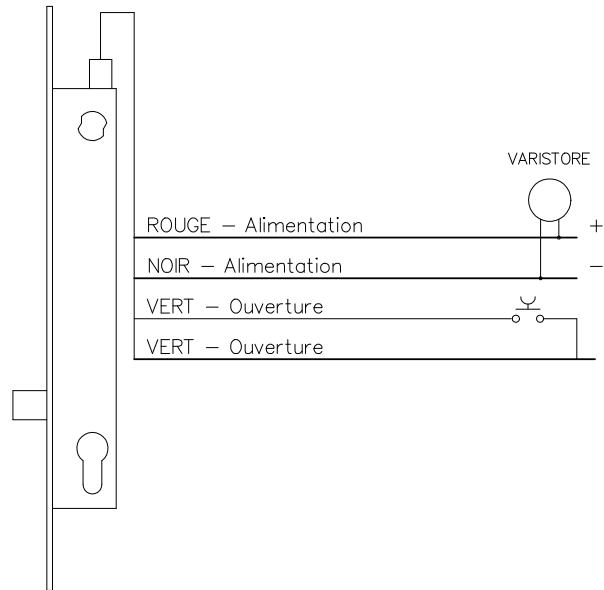 VARISTORE
ROUGE – Alimentation +
NOIR – Alimentation –
VERT – Ouverture
VERT – Ouverture